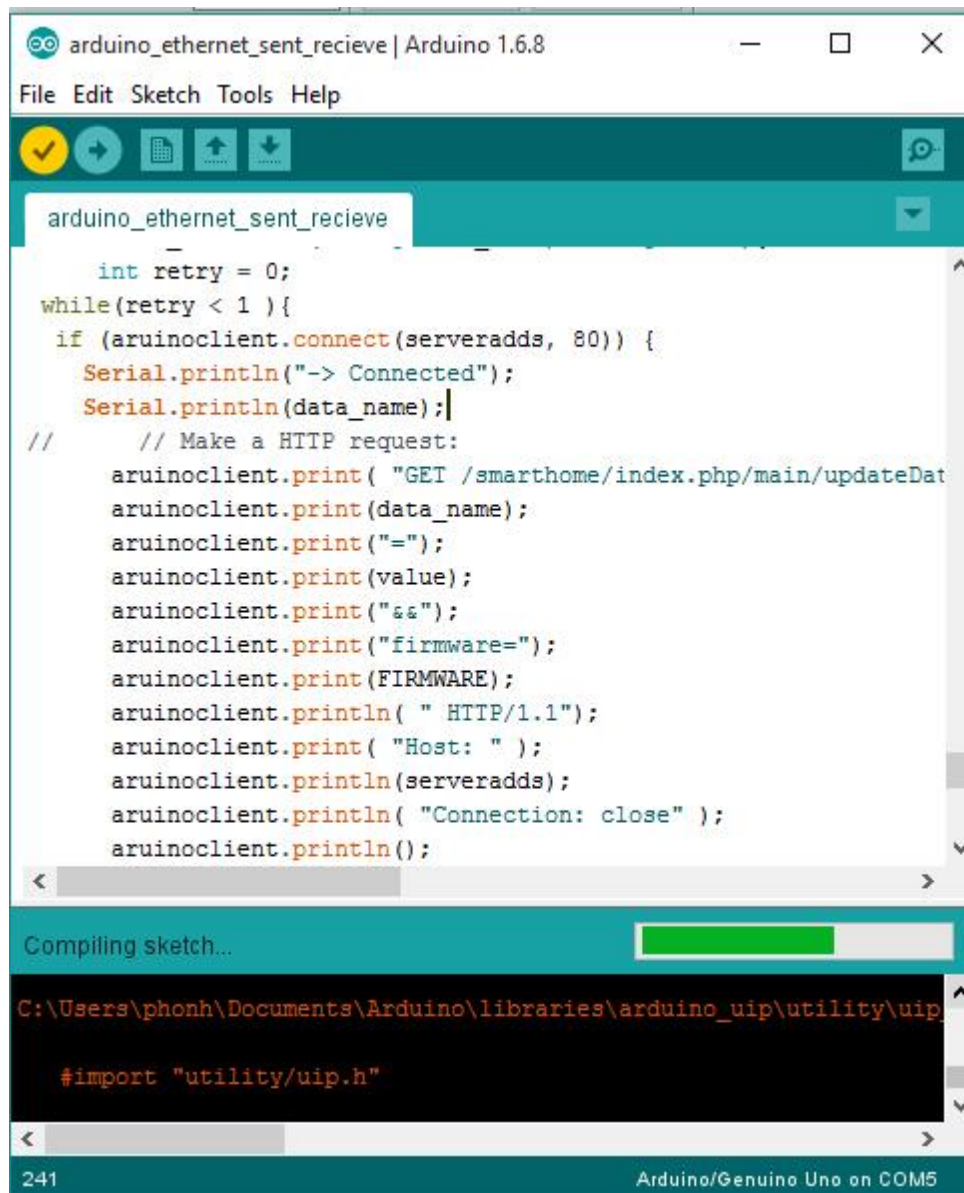 arduino_ethernet_sent_recieve | Arduino 1.6.8
File Edit Sketch Tools Help
arduino_ethernet_sent_recieve
int retry = 0;
while(retry < 1 ){
if (aruinoclient.connect(serveradds, 80)) {
Serial.println("-> Connected");
Serial.println(data_name);
// // Make a HTTP request:
aruinoclient.print( "GET /smarthome/index.php/main/updateDat
aruinoclient.print(data_name);
aruinoclient.print("=");
aruinoclient.print(value);
aruinoclient.print("&&");
aruinoclient.print("firmware=");
aruinoclient.print(FIRMWARE);
aruinoclient.println( " HTTP/1.1");
aruinoclient.print( "Host: " );
aruinoclient.println(serveradds);
aruinoclient.println( "Connection: close" );
aruinoclient.println();
Compiling sketch...
C:\Users\phonh\Documents\Arduino\libraries\arduino_uip\utility\uip
#import "utility/uip.h"
241 Arduino/Genuino Uno on COM5